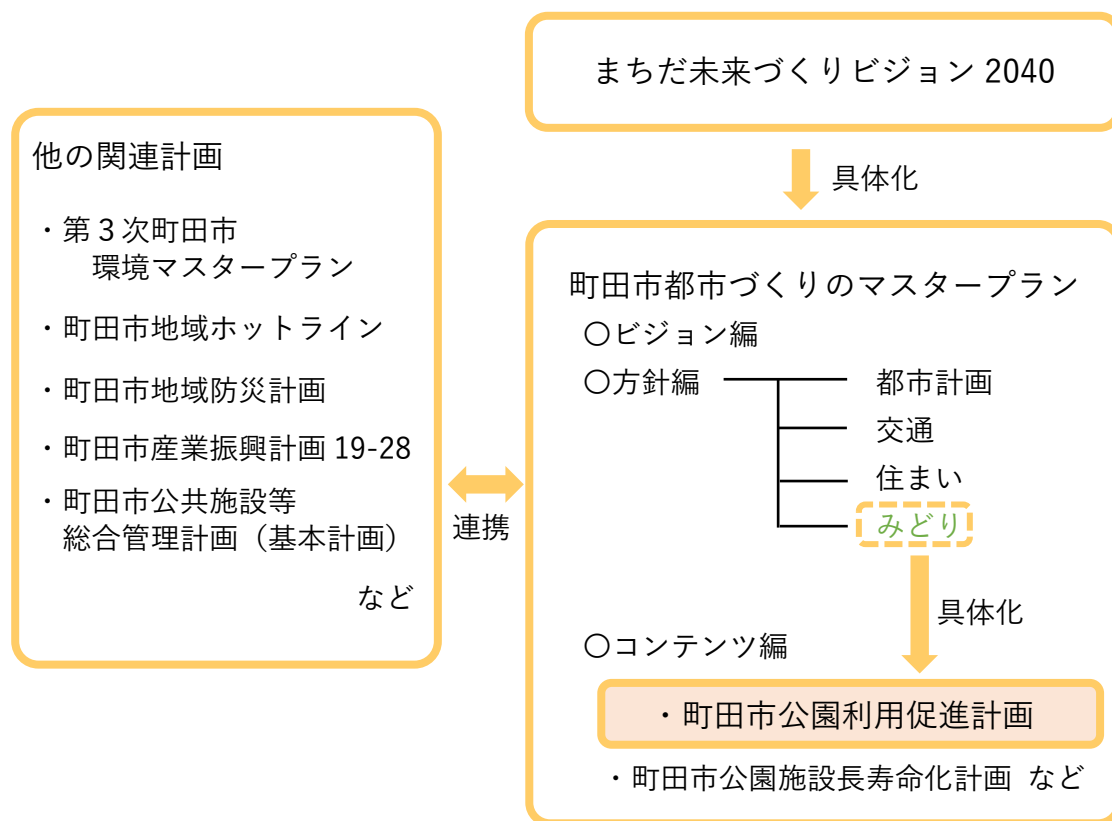 まちだ未来づくりビジョン 2040
具体化
他の関連計画
・第３次町田市
環境マスタープラン
・町田市地域ホットライン
・町田市地域防災計画
・町田市産業振興計画 19-28
・町田市公共施設等
総合管理計画（基本計画）
など
連携
町田市都市づくりのマスタープラン
〇ビジョン編
〇方針編
都市計画
交通
住まい
みどり
具体化
〇コンテンツ編
・町田市公園利用促進計画
・町田市公園施設長寿命化計画 など